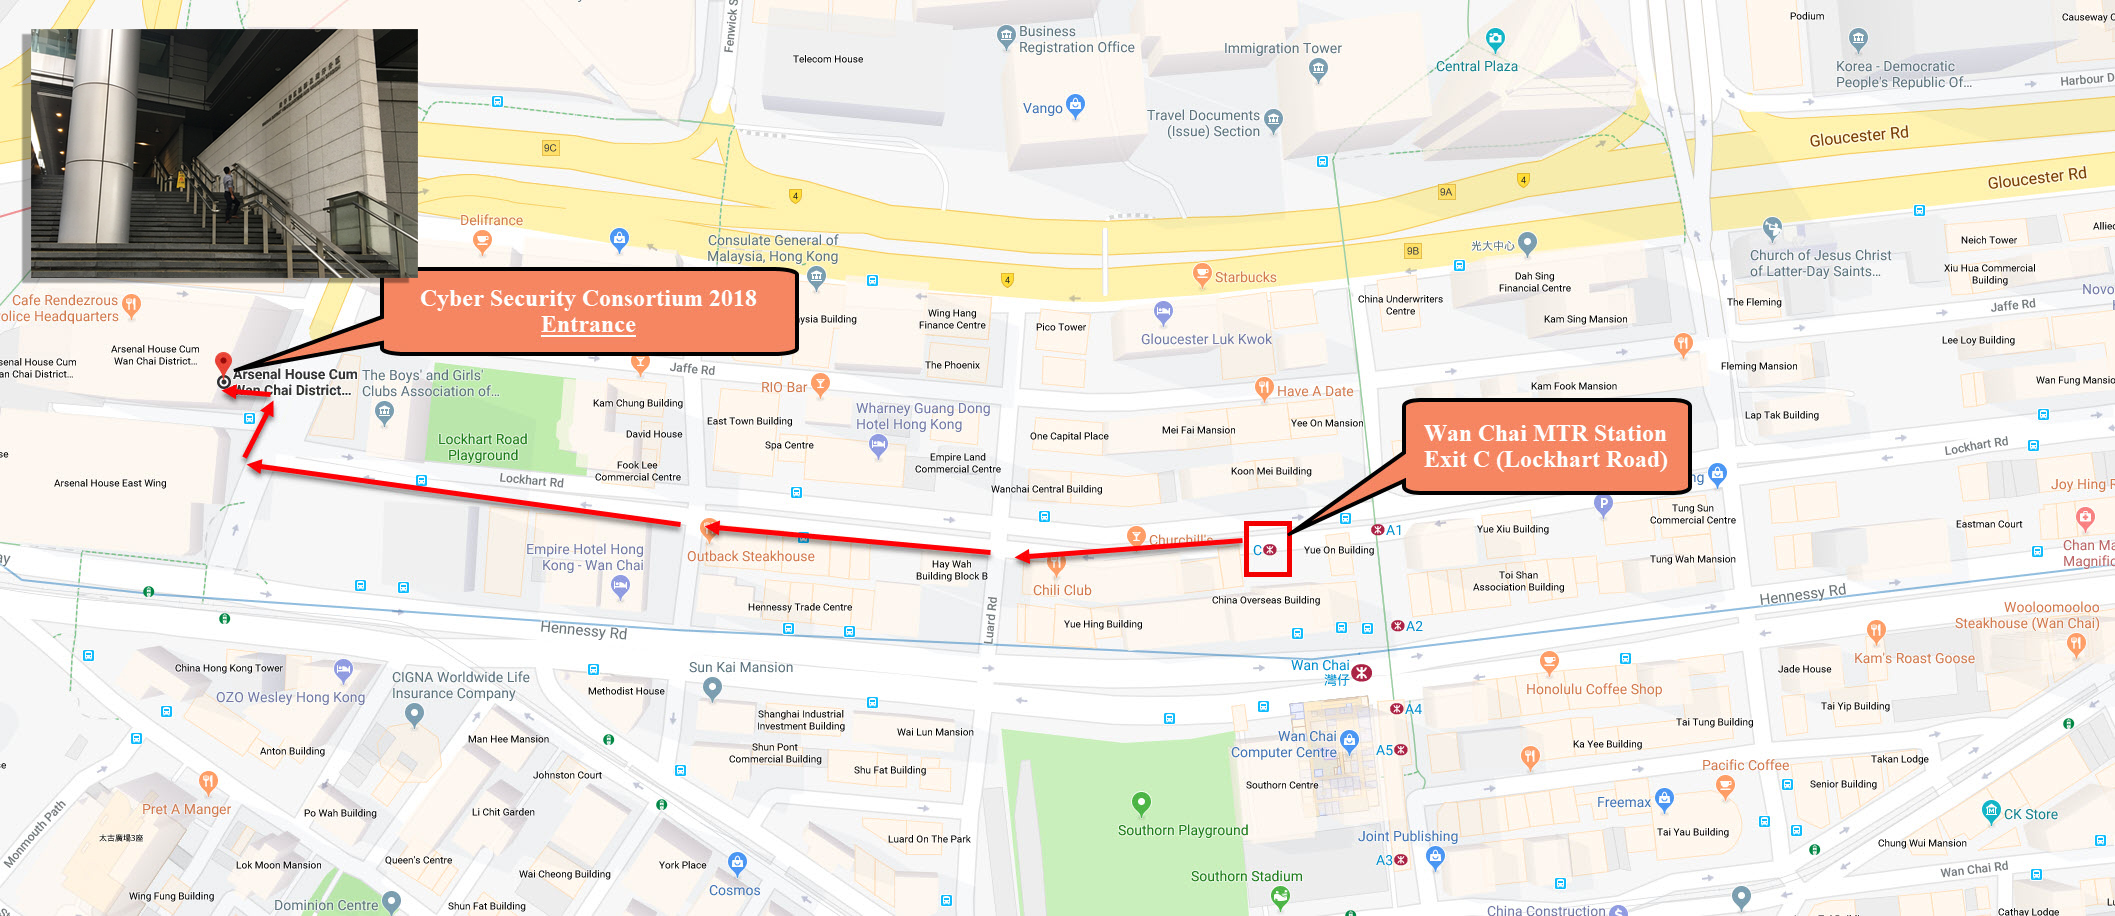 Fenwick S
Telecom House
Business
Registration Office
Immigration Tower
Central Plaza
Podium
Causeway C
Korea - Democratic
People's Republic Of...
Harbour D
Vango
Travel Documents
(Issue) Section
Gloucester Rd
9C
4
9A
4
Gloucester Rd
Delifrance
Consulate General of
Malaysia, Hong Kong
9B
4
Starbucks
光大中心
Dah Sing
Financial Centre
Church of Jesus Christ
of Latter-Day Saints...
Neich Tower
Allie
Xiu Hua Commercial
Building
Novo
Cyber Security Consortium 2018
Entrance
Cafe Rendezrous
olice Headquarters
ysia Building
Wing Hang
Finance Centre
Pico Tower
Gloucester Luk Kwok
China Underwriters
Centre
Kam Sing Mansion
The Fleming
Jaffe Rd
Lee Loy Building
Arsenal House Cum
Wan Chai District...
senal House Cum
an Chai District...
Arsenal House Cum
Wan Chai District...
The Boys' and Girls'
Clubs Association of...
Jaffe Rd
The Phoenix
RIO Bar
Have A Date
Fleming Mansion
Kam Fook Mansion
Wan Fung Mansion
Kam Chung Building
East Town Building
Wharney Guang Dong
Hotel Hong Kong
Lap Tak Building
Lockhart Road
Playground
David House
Spa Centre
One Capital Place
Mei Fai Mansion
Yee On Mansion
Wan Chai MTR Station
Exit C (Lockhart Road)
Lockhart Rd
Fook Lee
Commercial Centre
Empire Land
Commercial Centre
Koon Mei Building
ng
P
Joy Hing R
se
Arsenal House East Wing
Lockhart Rd
Wanchai Central Building
Tung Sun
Commercial Centre
Eastman Court
A1
Yue Xiu Building
Churchill's
C
Yue On Building
Outback Steakhouse
Empire Hotel Hong
Kong - Wan Chai
Hay Wah
Building Block B
Chili Club
Tung Wah Mansion
Chan Ma
Magnific
ay
Toi Shan
Association Building
Hennessy Trade Centre
China Overseas Building
Hennessy Rd
Wooloomooloo
Steakhouse (Wan Chai)
Hennessy Rd
Luard Rd
Yue Hing Building
A2
Kam's Roast Goose
China Hong Kong Tower
OZO Wesley Hong Kong
CIGNA Worldwide Life
Insurance Company
Methodist House
Sun Kai Mansion
Wan Chai
灣仔
Honolulu Coffee Shop
Jade House
Shanghai Industrial
Investment Building
Wai Lun Mansion
A4
Tai Tung Building
Tai Yip Building
Anton Building
Man Hee Mansion
Shun Pont
Commercial Building
Wan Chai
Computer Centre
A5
Ka Yee Building
Takan Lodge
e
Johnston Court
Shu Fat Building
Southorn Centre
Pacific Coffee
Senior Building
Pret A Manger
Po Wah Building
Li Chit Garden
Southorn Playground
Freemax
CK Store
Monmouth Path
太古廣場3座
Luard On The Park
Joint Publishing
Tai Yau Building
Chung Wui Mansion
Lok Moon Mansion
Queen's Centre
York Place
A3
Wan Chai Rd
Wai Cheong Building
Cosmos
Southorn Stadium
Wing Fung Building
Dominion Centre
Shun Fat Building
China Construction
S
Cathay Lodge
Lu